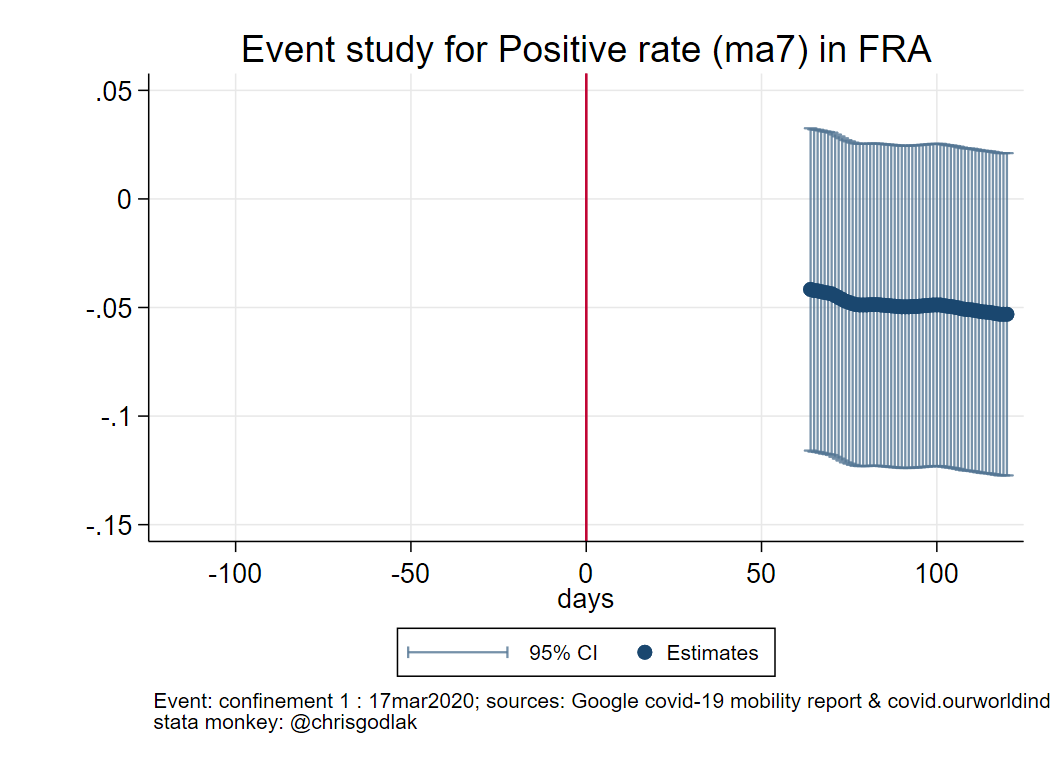 Event study for Positive rate (ma7) in FRA
.05
0
-.05
-.1
-.15
-100 -50 0 50 100
days
95% CI Estimates
Event: confinement 1 : 17mar2020; sources: Google covid-19 mobility report & covid.ourworldind
stata monkey: @chrisgodlak